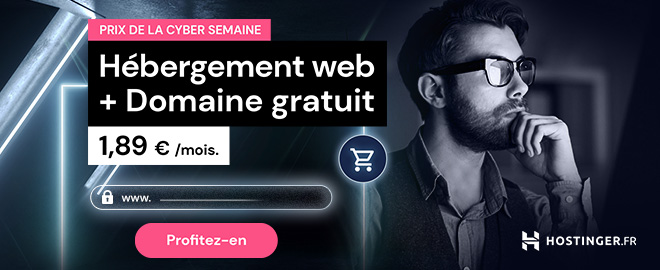 PRIX DE LA CYBER SEMAINE
Hébergement web
+ Domaine gratuit
1,89 € /mois.
www.
Profitez-en
HOSTINGER.FR